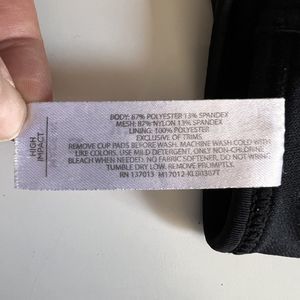 HIGH
IMPACT
BODY: 87% POLYESTER 13% SPANDEX
MESH: 87% NYLON 13% SPANDEX
LINING: 100% POLYESTER
EXCLUSIVE OF TRIMS.
REMOVE CUP PADS BEFORE WASH. MACHINE WASH COLD WITH
LIKE COLORS. USE MILD DETERGENT, ONLY NON-CHLORINE
BLEACH WHEN NEEDED. NO FABRIC SOFTENER, DO NOT WRING.
TUMBLE DRY LOW. REMOVE PROMPTLY.
RN 137013